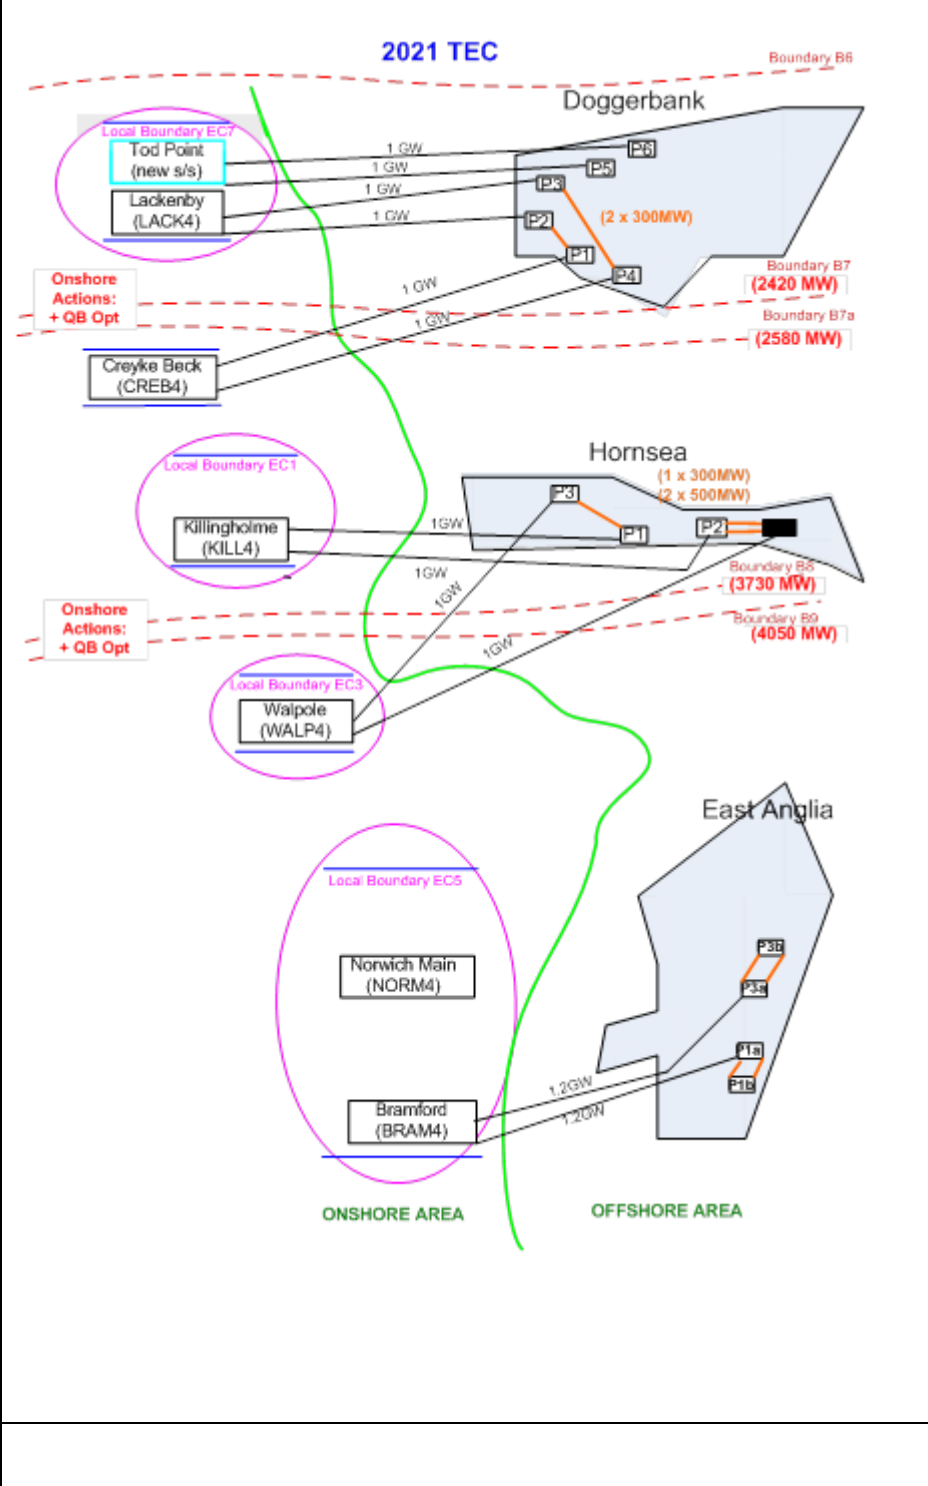 2021 TEC
Boundary B6
Doggerbank
Local Boundary EC7
Tod Point
(new s/s)
Lackenby
(LACK4)
1 GW
1 GW
1 GW
1 GW
P6
P5
P3
P2
P1
P4
(2 x 300MW)
Onshore
Actions:
+ QB Opt
1 GW
1 GW
Boundary B7
(2420 MW)
Boundary B7a
(2580 MW)
Creyke Beck
(CREB4)
Hornsea
(1 x 300MW)
(2 x 500MW)
Local Boundary EC1
Killingholme
(KILL4)
1GW
1GW
P3
P1
P2
Boundary B8
(3730 MW)
Boundary B9
(4050 MW)
Onshore
Actions:
+ QB Opt
1GW
1GW
Local Boundary EC3
Walpole
(WALP4)
East Anglia
Local Boundary EC5
Norwich Main
(NORM4)
P3b
P3a
P1a
P1b
1.2GW
1.2GW
Bramford
(BRAM4)
ONSHORE AREA
OFFSHORE AREA